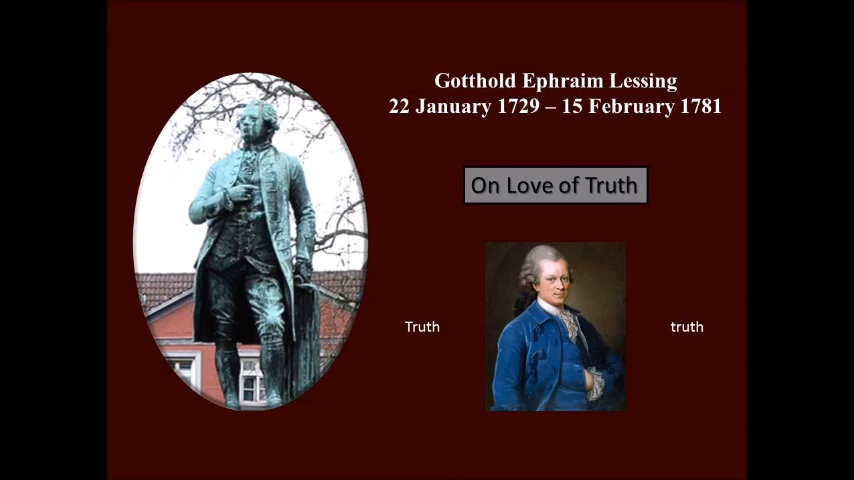 Gotthold Ephraim Lessing
22 January 1729 – 15 February 1781
On Love of Truth
Truth
truth